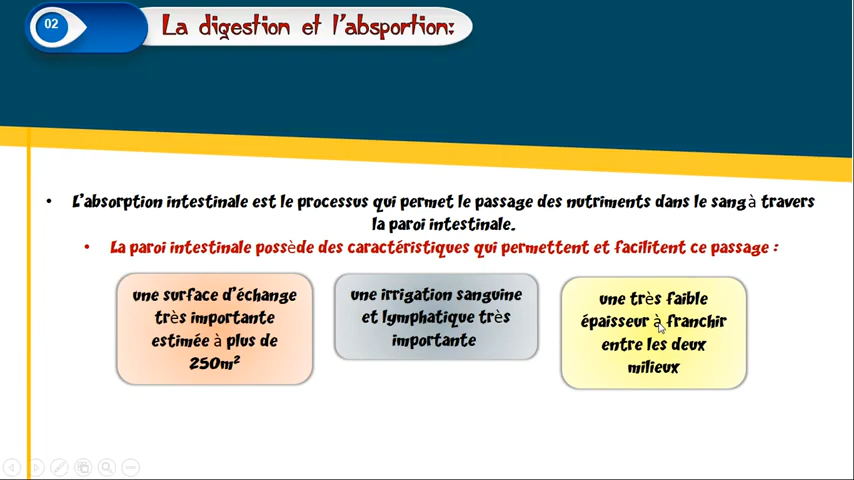 02
La digestion et l'absportion:
• L'absorption intestinale est le processus qui permet le passage des nutriments dans le sang à travers
la paroi intestinale.
• La paroi intestinale possède des caractéristiques qui permettent et facilitent ce passage :
une surface d'échange
très importante
estimée à plus de
250m²
une irrigation sanguine
et lymphatique très
importante
une très faible
épaisseur à franchir
entre les deux
milieux